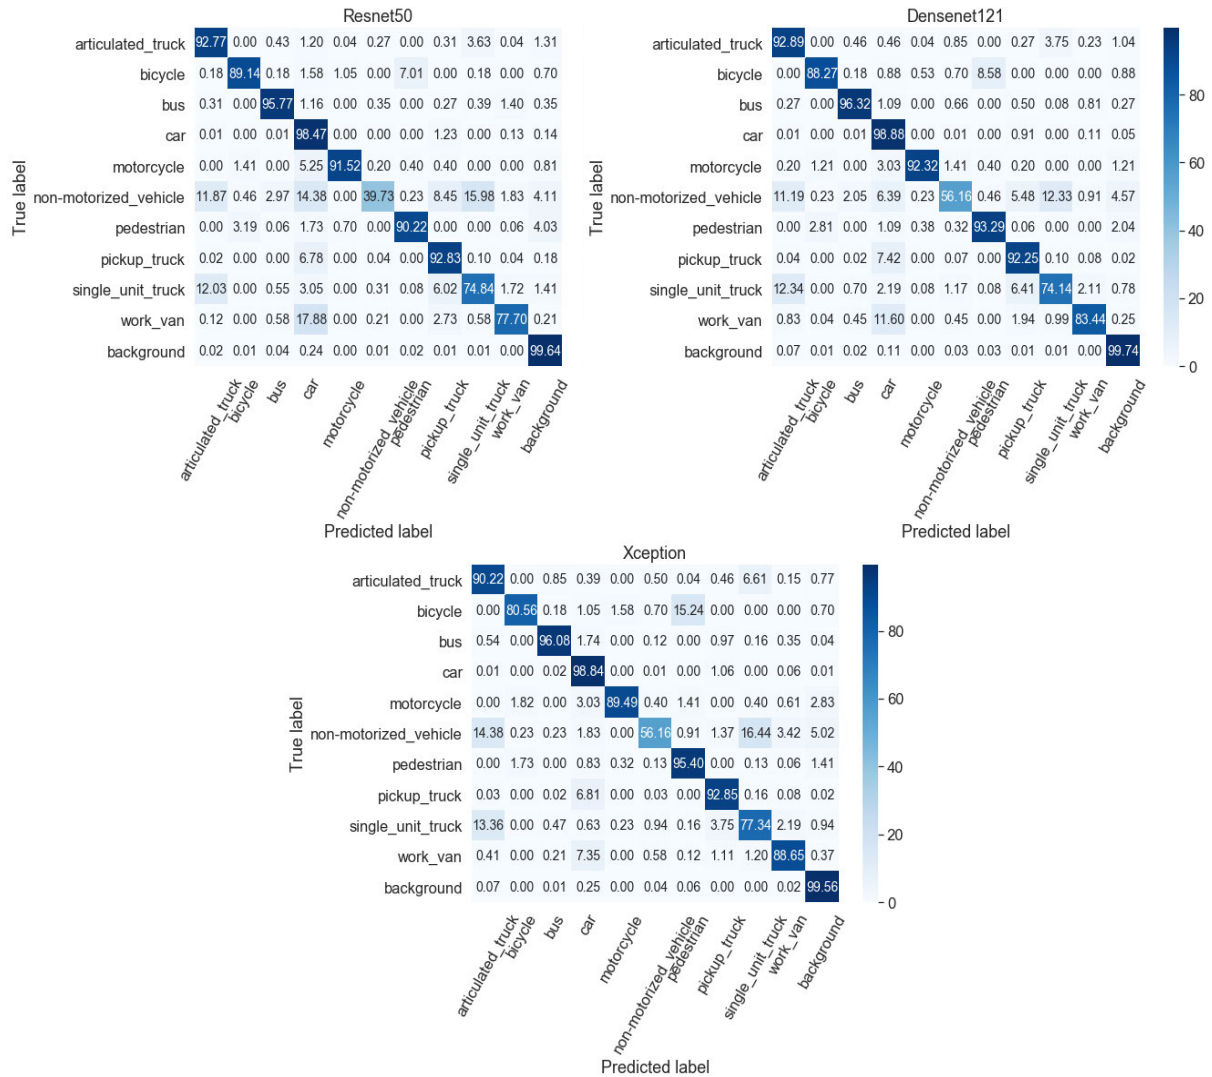 Resnet50
True label
articulated_truck 92.77 0.00 0.43 1.20 0.04 0.27 0.00 0.31 3.63 0.04 1.31
bicycle 0.18 89.14 0.18 1.58 1.05 0.00 7.01 0.00 0.18 0.00 0.70
bus 0.31 0.00 95.77 1.16 0.00 0.35 0.00 0.27 0.39 1.40 0.35
car 0.01 0.00 0.01 98.47 0.00 0.00 0.00 1.23 0.00 0.13 0.14
motorcycle 0.00 1.41 0.00 5.25 91.52 0.20 0.40 0.40 0.00 0.00 0.81
non-motorized_vehicle 11.87 0.46 2.97 14.38 0.00 39.73 0.23 8.45 15.98 1.83 4.11
pedestrian 0.00 3.19 0.06 1.73 0.70 0.00 90.22 0.00 0.00 0.06 4.03
pickup_truck 0.02 0.00 0.00 6.78 0.00 0.04 0.00 92.83 0.10 0.04 0.18
single_unit_truck 12.03 0.00 0.55 3.05 0.00 0.31 0.08 6.02 74.84 1.72 1.41
work_van 0.12 0.00 0.58 17.88 0.00 0.21 0.00 2.73 0.58 77.70 0.21
background 0.02 0.01 0.04 0.24 0.00 0.01 0.02 0.01 0.01 0.00 99.64
articulated_truck bicycle bus car motorcycle non-motorized_vehicle pedestrian pickup_truck single_unit_truck work_van background
Predicted label
Densenet121
True label
articulated_truck 92.89 0.00 0.46 0.46 0.04 0.85 0.00 0.27 3.75 0.23 1.04
bicycle 0.00 88.27 0.18 0.88 0.53 0.70 8.58 0.00 0.00 0.00 0.88
bus 0.27 0.00 96.32 1.09 0.00 0.66 0.00 0.50 0.08 0.81 0.27
car 0.01 0.00 0.01 98.88 0.00 0.01 0.00 0.91 0.00 0.11 0.05
motorcycle 0.20 1.21 0.00 3.03 92.32 1.41 0.40 0.20 0.00 0.00 1.21
non-motorized_vehicle 11.19 0.23 2.05 6.39 0.23 56.16 0.46 5.48 12.33 0.91 4.57
pedestrian 0.00 2.81 0.00 1.09 0.38 0.32 93.29 0.00 0.00 0.06 2.04
pickup_truck 0.04 0.00 0.00 7.42 0.00 0.07 0.00 92.25 0.10 0.08 0.02
single_unit_truck 12.34 0.00 0.70 2.19 0.08 1.17 0.08 6.41 74.14 2.11 0.78
work_van 0.83 0.04 0.45 11.60 0.00 0.45 0.00 1.94 0.99 83.44 0.25
background 0.07 0.01 0.02 0.11 0.00 0.03 0.03 0.01 0.01 0.00 99.74
articulated_truck bicycle bus car motorcycle non-motorized_vehicle pedestrian pickup_truck single_unit_truck work_van background
Predicted label
80
60
40
20
0
Xception
True label
articulated_truck 90.22 0.00 0.85 0.39 0.00 0.50 0.04 0.46 6.61 0.15 0.77
bicycle 0.00 80.56 0.18 1.05 1.58 0.70 15.24 0.00 0.00 0.00 0.70
bus 0.54 0.00 96.08 1.74 0.00 0.12 0.00 0.97 0.16 0.35 0.04
car 0.01 0.00 0.02 98.84 0.00 0.01 0.00 1.06 0.00 0.06 0.01
motorcycle 0.00 1.82 0.00 3.03 89.49 0.40 1.41 0.00 0.40 0.61 2.83
non-motorized_vehicle 14.38 0.23 0.23 1.83 0.00 56.16 0.91 1.37 16.44 3.42 5.02
pedestrian 0.00 1.73 0.00 0.83 0.32 0.13 95.40 0.00 0.13 0.06 1.41
pickup_truck 0.03 0.00 0.02 6.81 0.00 0.03 0.00 92.85 0.16 0.08 0.02
single_unit_truck 13.36 0.00 0.47 0.63 0.23 0.94 0.16 3.75 77.34 2.19 0.94
work_van 0.41 0.00 0.21 7.35 0.00 0.58 0.12 1.11 1.20 88.65 0.37
background 0.07 0.00 0.01 0.25 0.00 0.04 0.06 0.00 0.00 0.02 99.56
articulated_truck bicycle bus car motorcycle non-motorized_vehicle pedestrian pickup_truck single_unit_truck work_van background
Predicted label
80
60
40
20
0